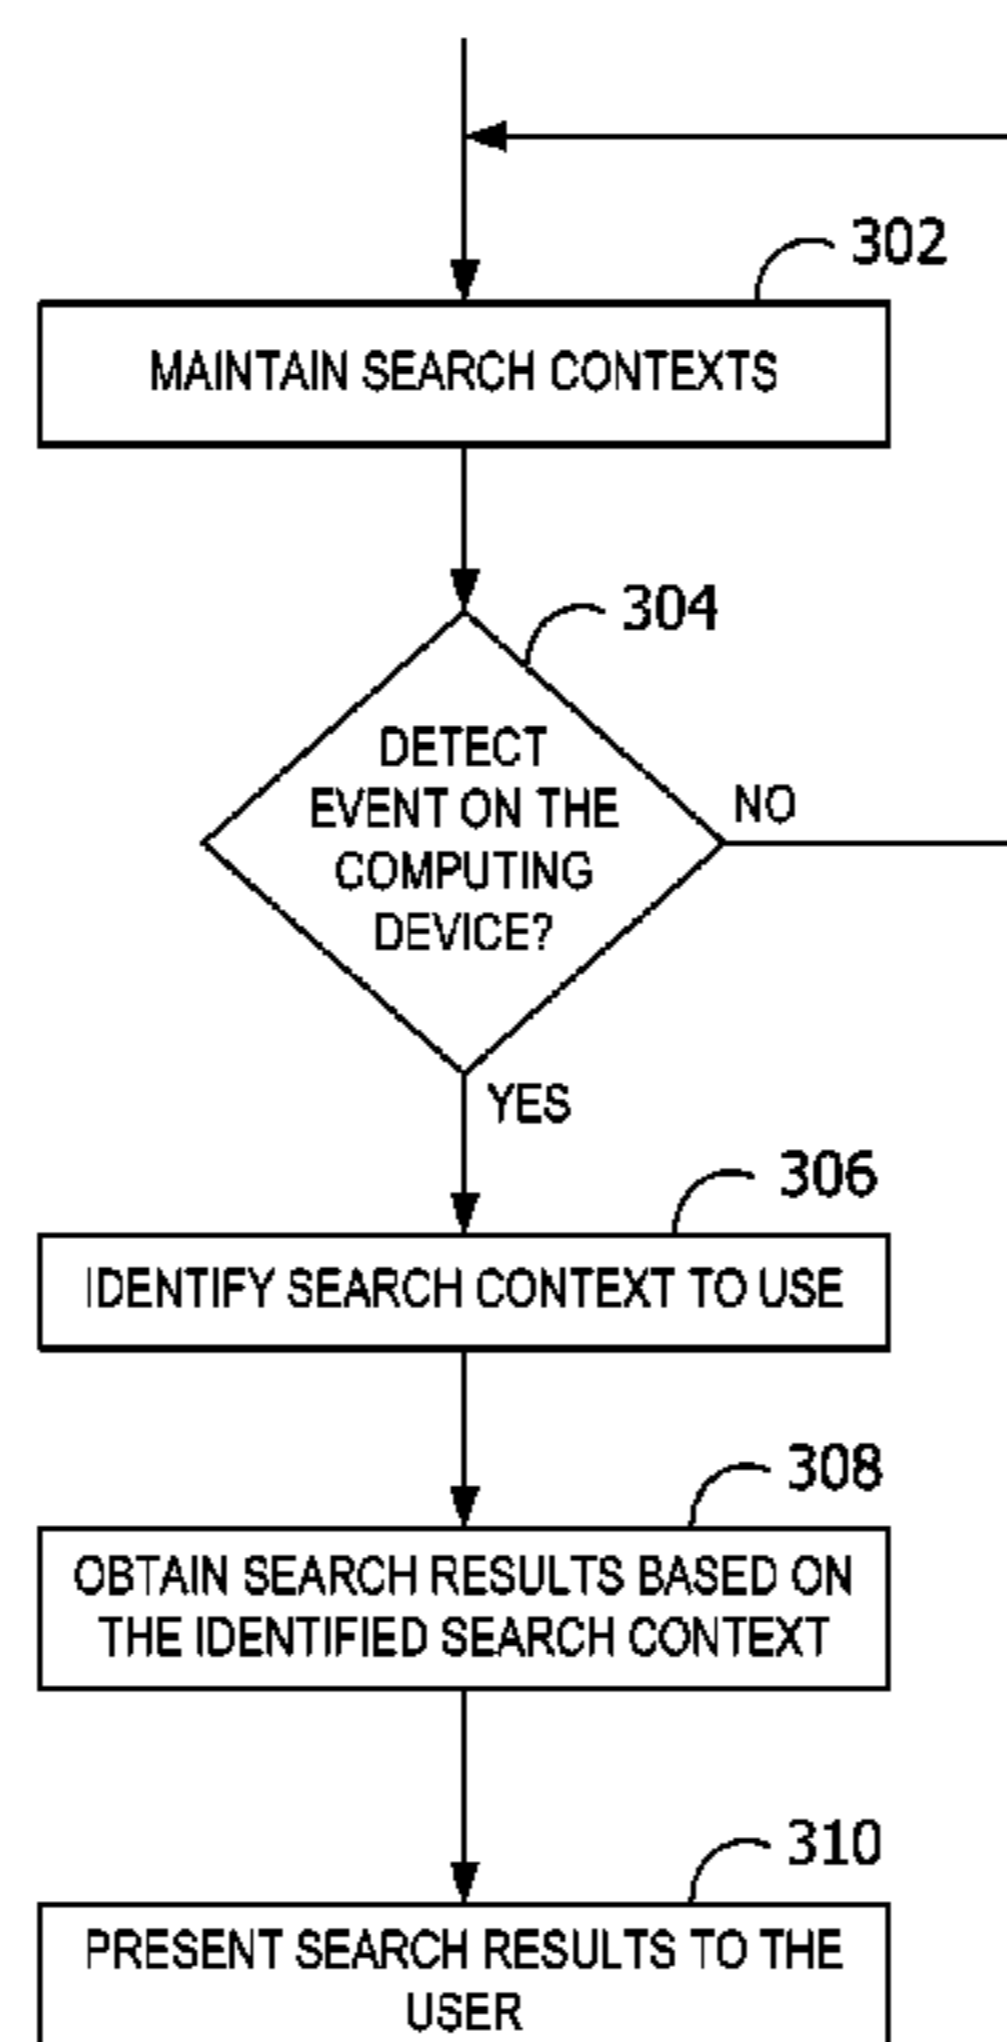 302
MAINTAIN SEARCH CONTEXTS
304
DETECT
EVENT ON THE
COMPUTING
DEVICE?
NO
YES
306
IDENTIFY SEARCH CONTEXT TO USE
308
OBTAIN SEARCH RESULTS BASED ON
THE IDENTIFIED SEARCH CONTEXT
310
PRESENT SEARCH RESULTS TO THE
USER